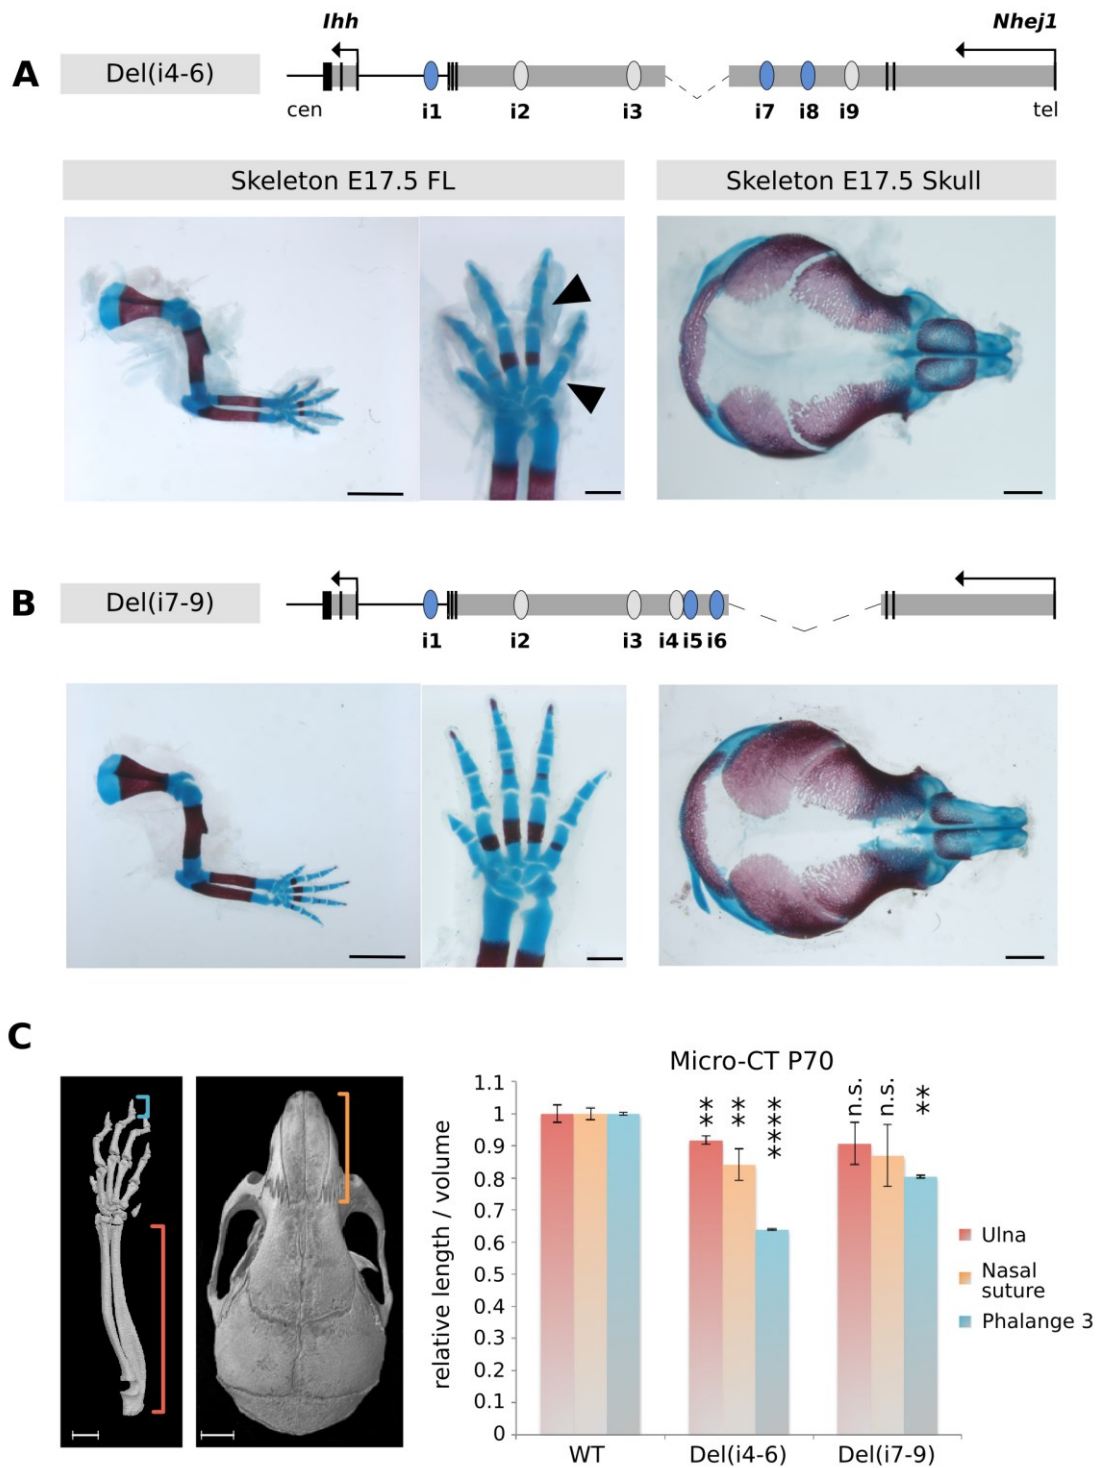 Ihh Nhej1
A Del(i4-6)
cen i1 i2 i3 i7 i8 i9 tel
Skeleton E17.5 FL Skeleton E17.5 Skull
B Del(i7-9)
i1 i2 i3 i4 i5 i6
C
Micro-CT P70
relative length / volume
1.1
1
0.9
0.8
0.7
0.6
0.5
0.4
0.3
0.2
0.1
0
** ** **** n.s. n.s. **
WT Del(i4-6) Del(i7-9)
Ulna
Nasal
suture
Phalange 3